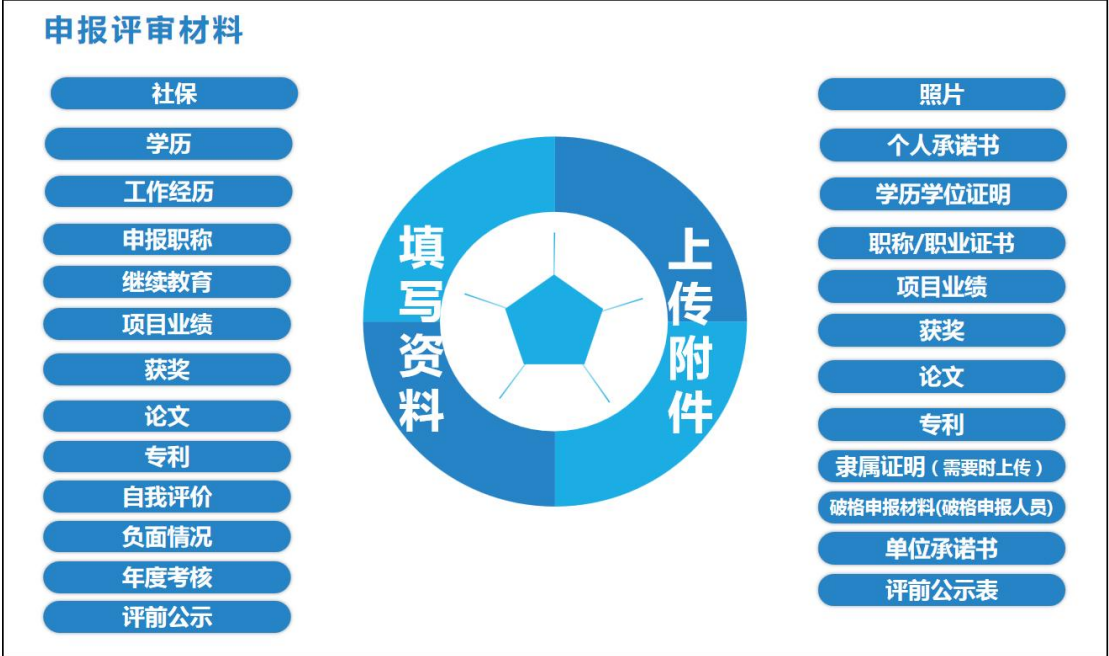 申报评审材料
社保
学历
工作经历
申报职称
继续教育
项目业绩
获奖
论文
专利
自我评价
负面情况
年度考核
评前公示
填写资料
上传附件
照片
个人承诺书
学历学位证明
职称/职业证书
项目业绩
获奖
论文
专利
隶属证明（需要时上传）
破格申报材料(破格申报人员)
单位承诺书
评前公示表